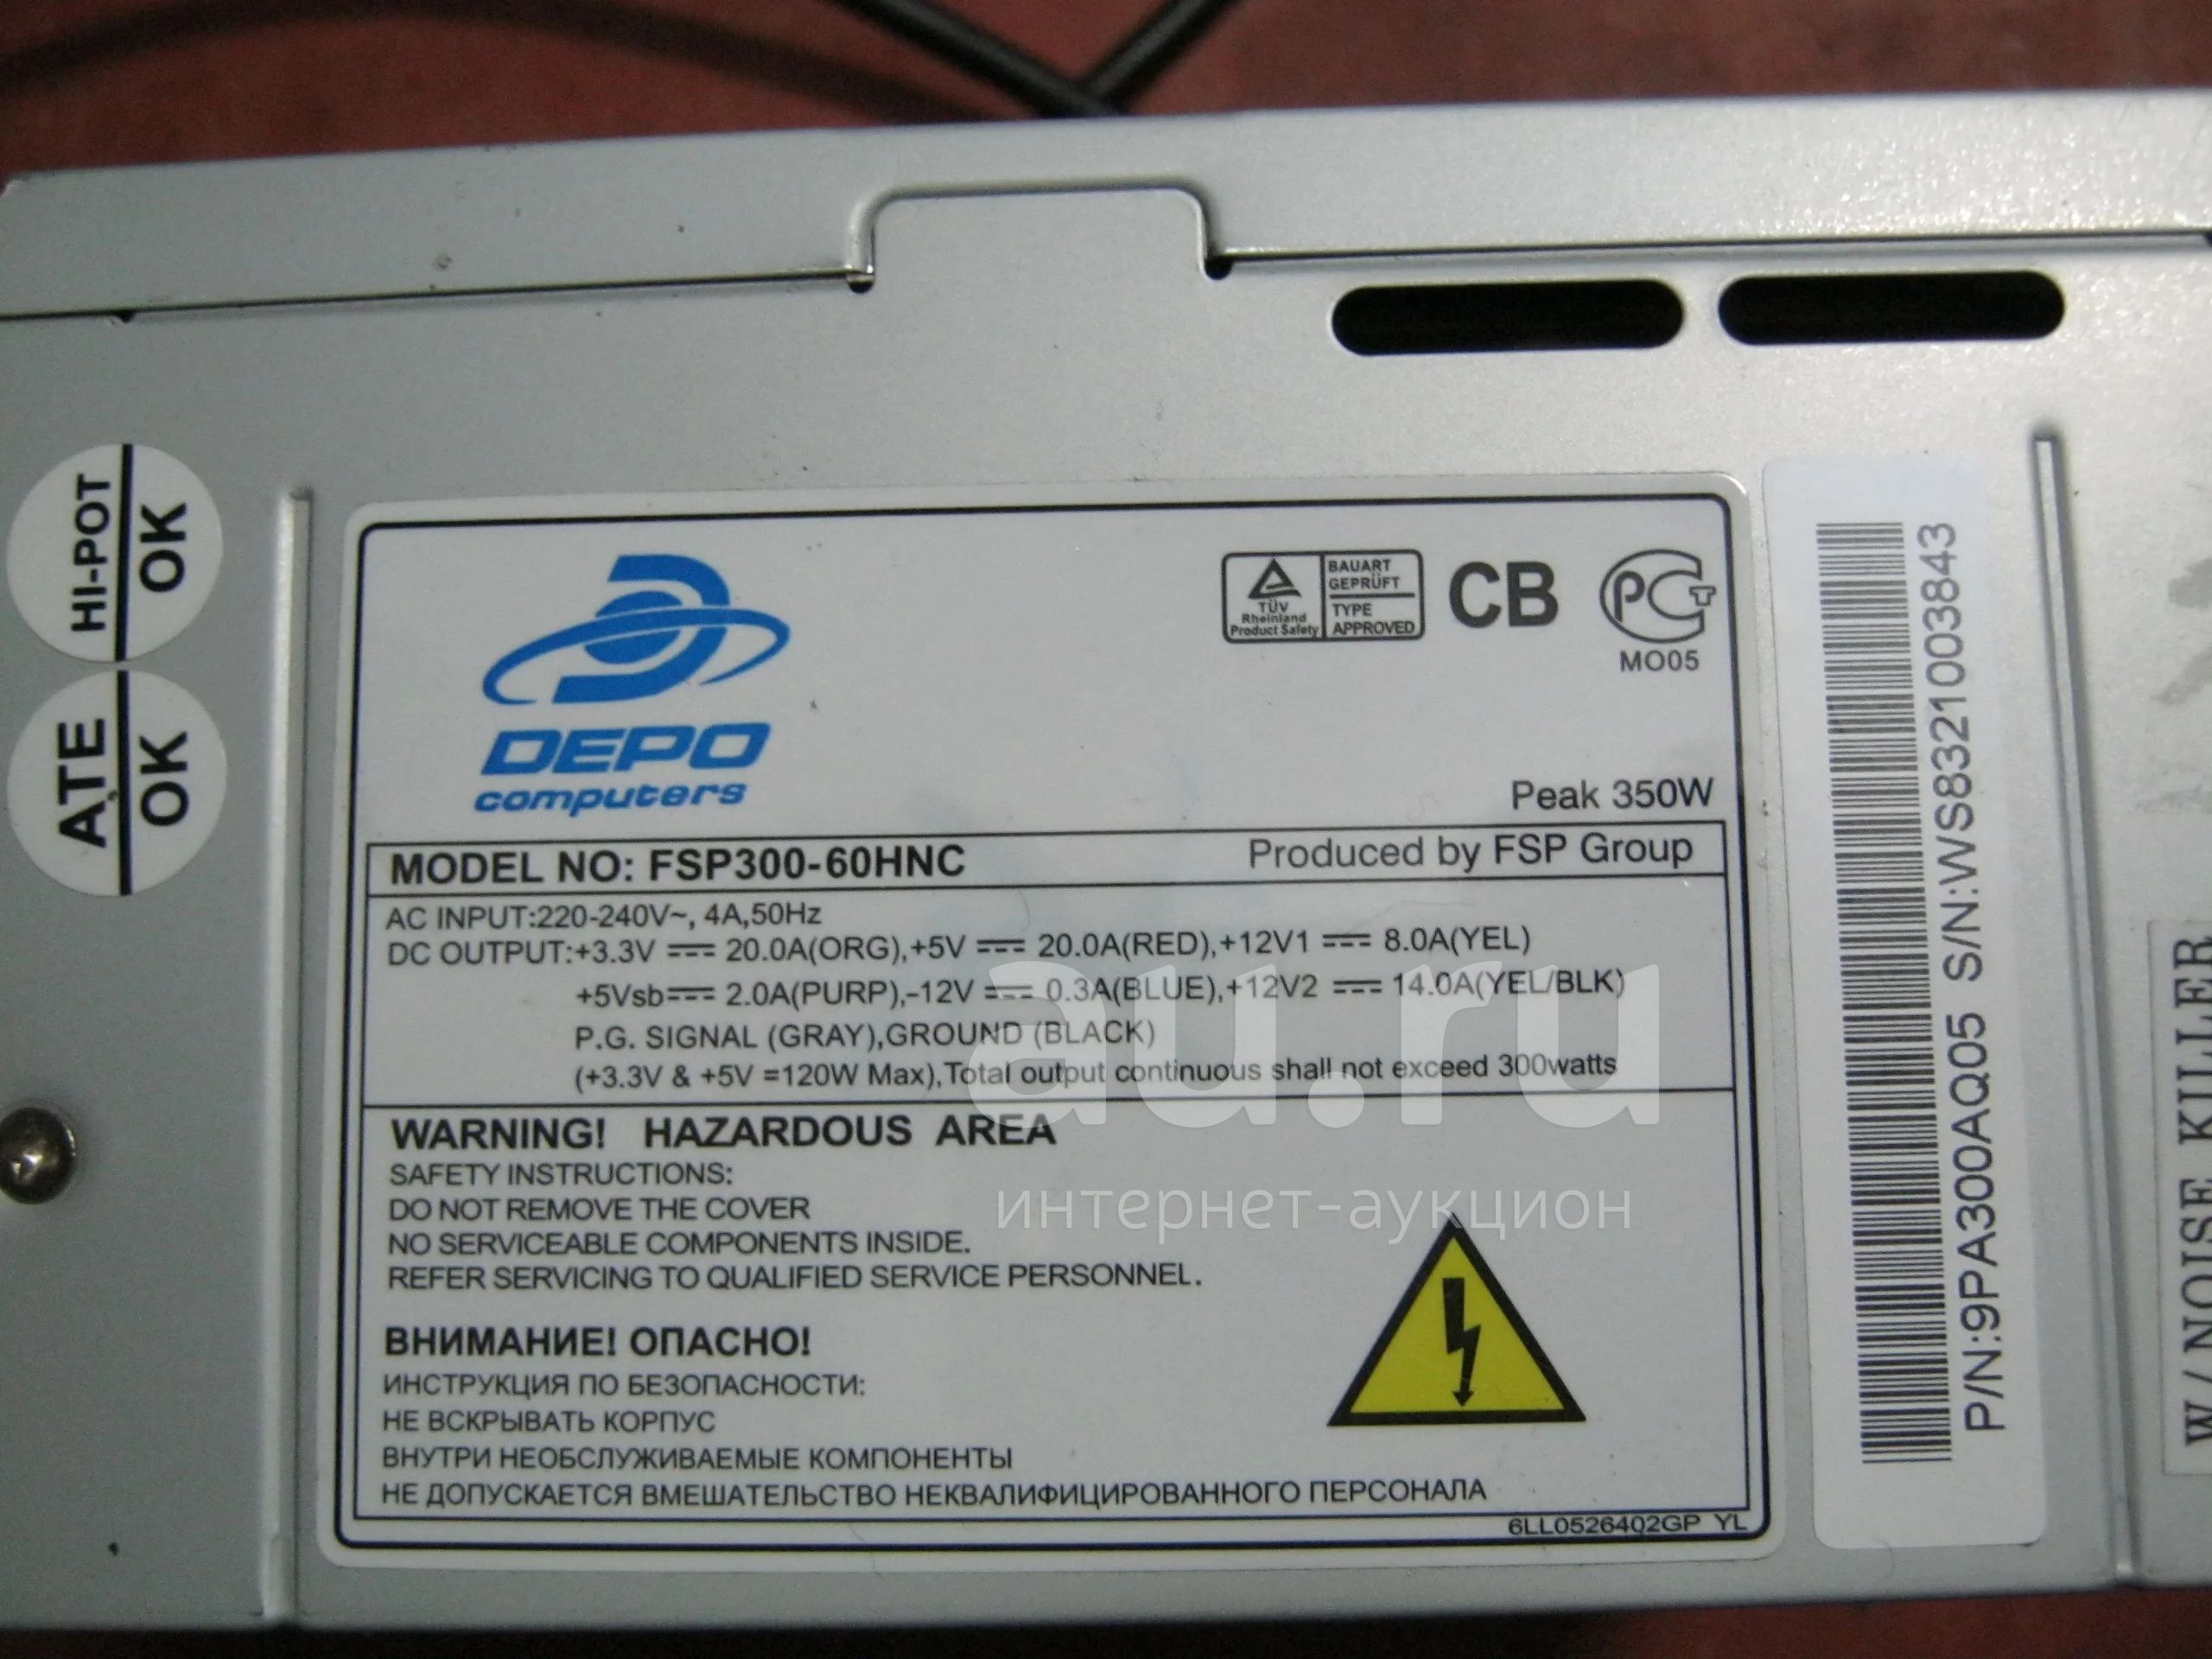 HI-POT
OK
ATE
OK
DEPO
computers
TÜV
Rheinland
Product Safety
BAUART
GEPRÜFT
TYPE
APPROVED
CB
РСТ
МО05
Peak 350W
MODEL NO: FSP300-60HNC
Produced by FSP Group
AC INPUT:220-240V~, 4A,50Hz
DC OUTPUT:+3.3V ⎓ 20.0A(ORG),+5V ⎓ 20.0A(RED),+12V1 ⎓ 8.0A(YEL)
+5Vsb⎓ 2.0A(PURP),-12V ⎓ 0.3A(BLUE),+12V2 ⎓ 14.0A(YEL/BLK)
P.G. SIGNAL (GRAY),GROUND (BLACK)
(+3.3V & +5V =120W Max),Total output continuous shall not exceed 300watts
WARNING! HAZARDOUS AREA
SAFETY INSTRUCTIONS:
DO NOT REMOVE THE COVER
NO SERVICEABLE COMPONENTS INSIDE.
REFER SERVICING TO QUALIFIED SERVICE PERSONNEL.
ВНИМАНИЕ! ОПАСНО!
ИНСТРУКЦИЯ ПО БЕЗОПАСНОСТИ:
НЕ ВСКРЫВАТЬ КОРПУС
ВНУТРИ НЕОБСЛУЖИВАЕМЫЕ КОМПОНЕНТЫ
НЕ ДОПУСКАЕТСЯ ВМЕШАТЕЛЬСТВО НЕКВАЛИФИЦИРОВАННОГО ПЕРСОНАЛА
6LL0526402GP YL
P/N:9PA300AQ05 S/N:WS8321003843
W/NOISE KILLER
au.ru
интернет-аукцион